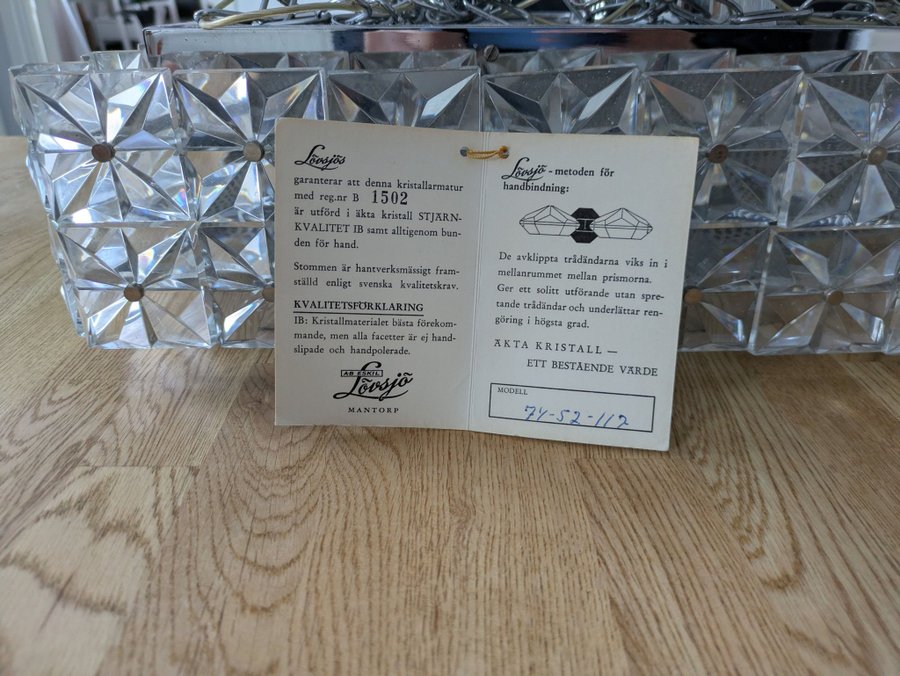 Lövsjös
garanterar att denna kristallarmatur
med reg.nr B 1502
är utförd i äkta kristall STJÄRN-
KVALITET IB samt alltigenom bun-
den för hand.
Stommen är hantverksmässigt fram-
ställd enligt svenska kvalitetskrav.
KVALITETSFÖRKLARING
IB: Kristallmaterialet bästa förekom-
mande, men alla facetter är ej hand-
slipade och handpolerade.
A-B ESKIL
Lövsjö
MANTORP
Lövsjö - metoden för
handbindning:
De avklippta trådändarna viks in i
mellanrummet mellan prismorna.
Ger ett solitt utförande utan spre-
tande trådändar och underlättar ren-
göring i högsta grad.
ÄKTA KRISTALL —
ETT BESTÅENDE VÄRDE
MODELL
74-52-112